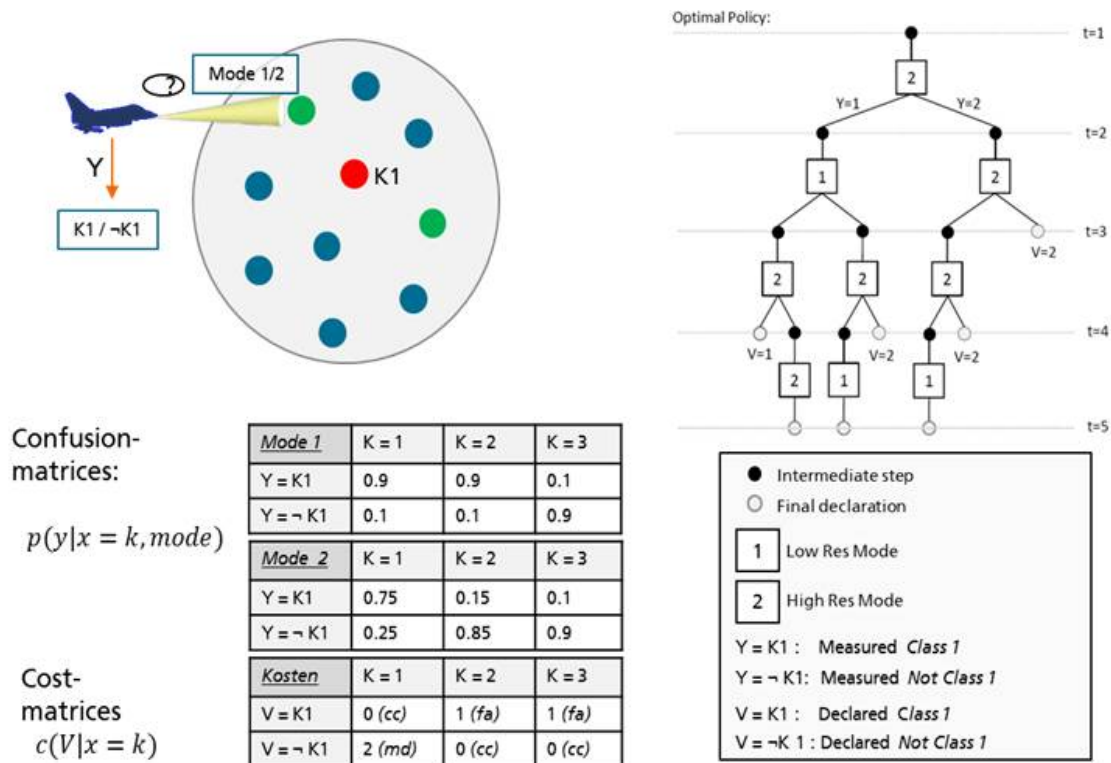 ?
Mode 1/2
Y
K1 / ¬K1
K1
Optimal Policy:
t=1
2
Y=1
Y=2
t=2
1
2
t=3
V=2
2
2
2
t=4
V=1
V=2
V=2
2
1
1
t=5
Confusion-
matrices:
p(y|x = k, mode)
Mode 1 K = 1 K = 2 K = 3
Y = K1 0.9 0.9 0.1
Y = ¬ K1 0.1 0.1 0.9
Mode 2 K = 1 K = 2 K = 3
Y = K1 0.75 0.15 0.1
Y = ¬ K1 0.25 0.85 0.9
Cost-
matrices
c(V|x = k)
Kosten K = 1 K = 2 K = 3
V = K1 0 (cc) 1 (fa) 1 (fa)
V = ¬ K1 2 (md) 0 (cc) 0 (cc)
Intermediate step
Final declaration
1 Low Res Mode
2 High Res Mode
Y = K1 : Measured Class 1
Y = ¬ K1: Measured Not Class 1
V = K1 : Declared Class 1
V = ¬K 1 : Declared Not Class 1